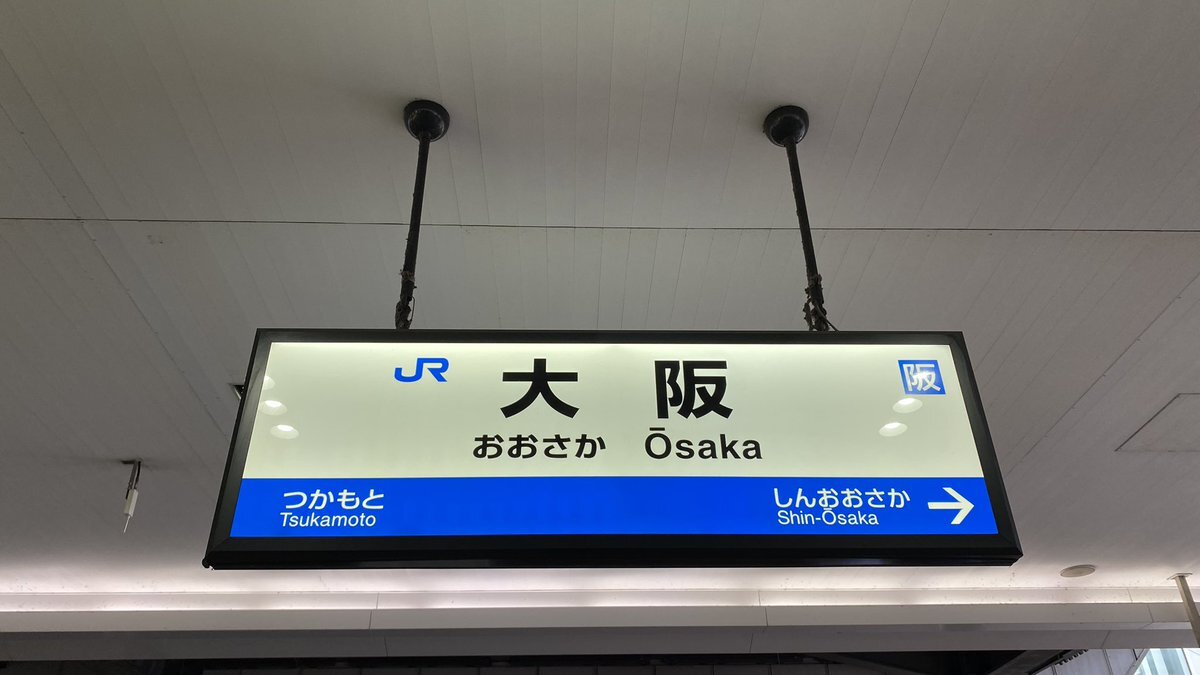 JR 大阪 阪
おおさか Ōsaka
つかもと しんおおさか →
Tsukamoto Shin-Ōsaka